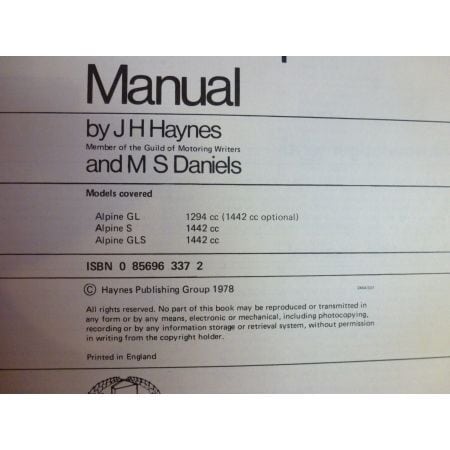 Manual
by J H Haynes
Member of the Guild of Motoring Writers
and M S Daniels
Models covered
Alpine GL 1294 cc (1442 cc optional)
Alpine S 1442 cc
Alpine GLS 1442 cc
ISBN 0 85696 337 2
© Haynes Publishing Group 1978
All rights reserved. No part of this book may be reproduced or transmitted in
any form or by any means, electronic or mechanical, including photocopying,
recording or by any information storage or retrieval system, without permission
in writing from the copyright holder.
Printed in England